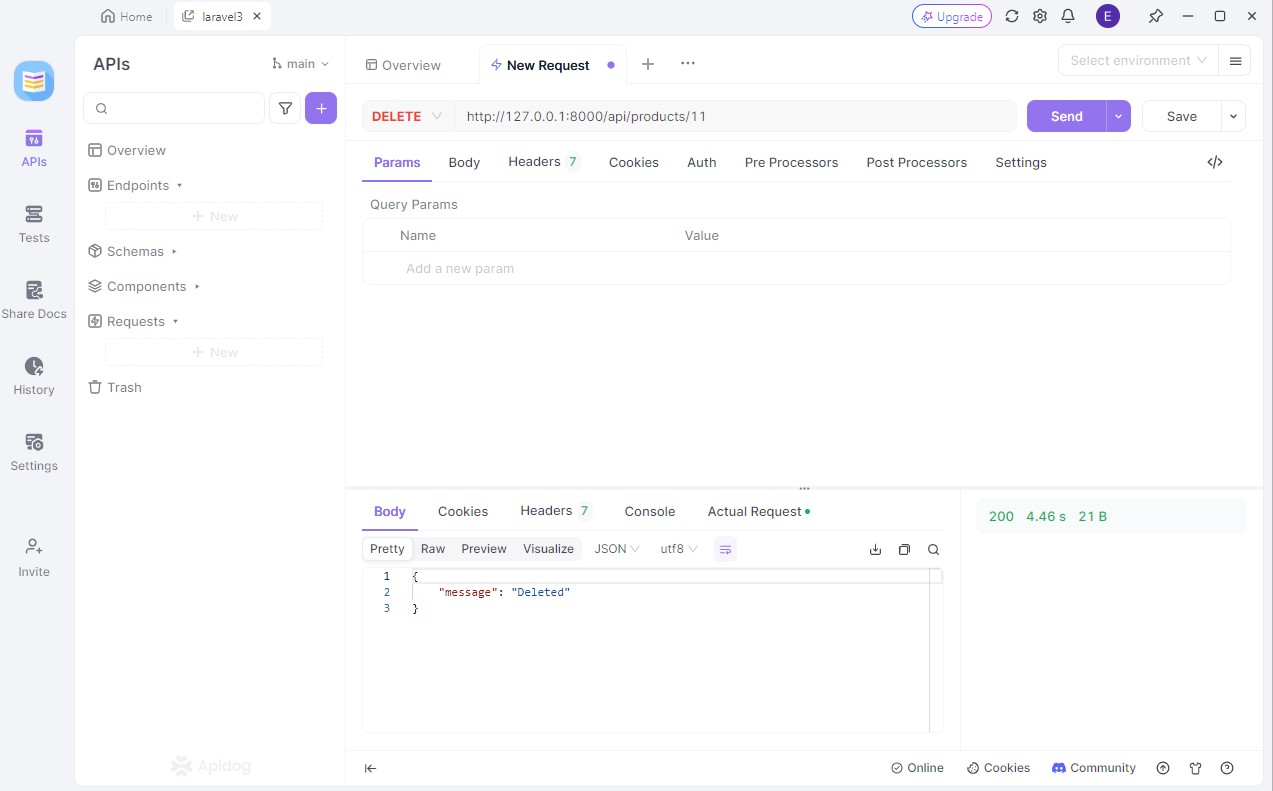 Home
laravel3
Upgrade
E
APIs
main
APIs
Tests
Share Docs
History
Settings
Invite
Overview
Endpoints
+ New
Schemas
Components
Requests
+ New
Trash
Apidog
Overview
New Request
Select environment
DELETE
http://127.0.0.1:8000/api/products/11
Send
Save
Params
Body
Headers 7
Cookies
Auth
Pre Processors
Post Processors
Settings
Query Params
Name
Value
Add a new param
Body
Cookies
Headers 7
Console
Actual Request
200 4.46 s 21 B
Pretty
Raw
Preview
Visualize
JSON
utf8
1 {
2 "message": "Deleted"
3 }
Online
Cookies
Community